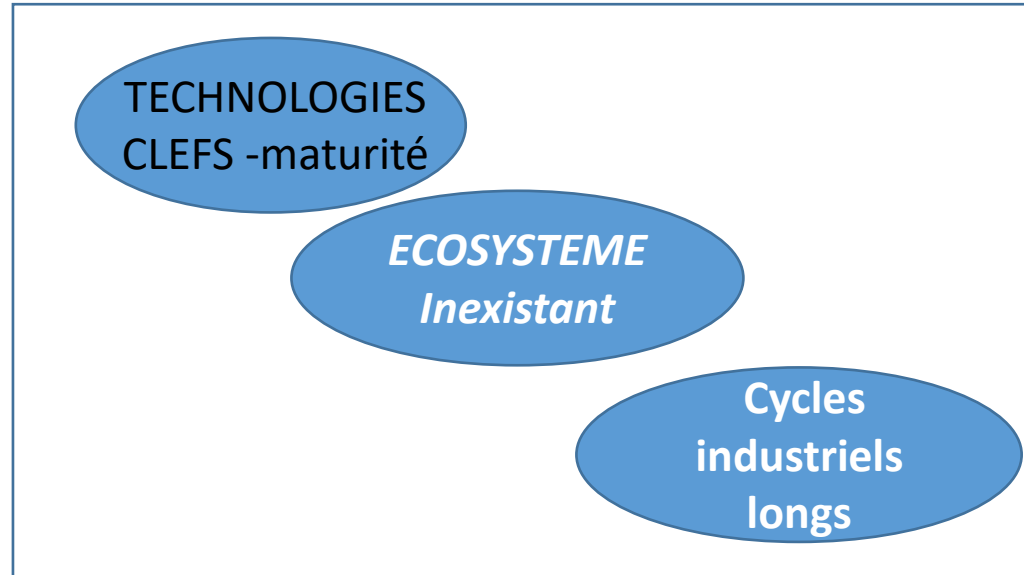 TECHNOLOGIES
CLEFS -maturité
ECOSYSTEME
Inexistant
Cycles
industriels
longs